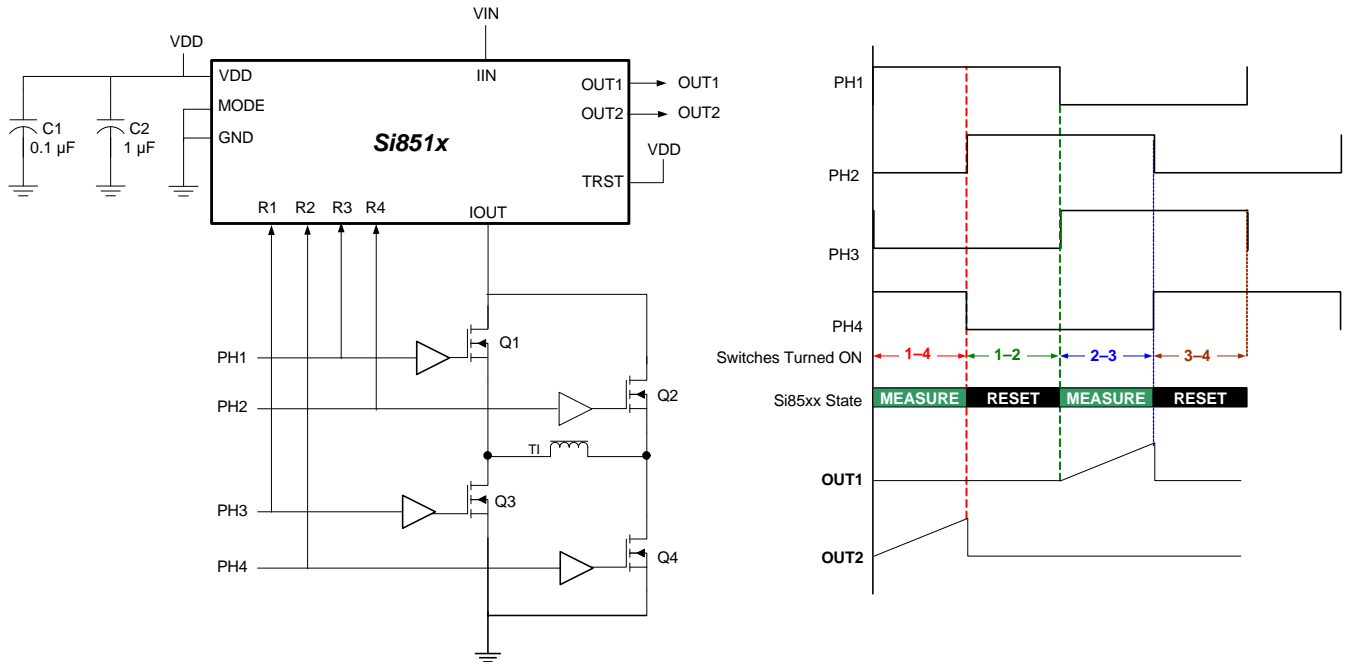 VIN
VDD
VDD
IIN
MODE
GND
OUT1
OUT1
OUT2
OUT2
Si851x
C1
0.1 µF
C2
1 µF
VDD
TRST
R1
R2
R3
R4
IOUT
PH1
Q1
PH2
Q2
TI
PH3
Q3
PH4
Q4
PH1
PH2
PH3
PH4
Switches Turned ON
1–4
1–2
2–3
3–4
Si85xx State
MEASURE
RESET
MEASURE
RESET
OUT1
OUT2